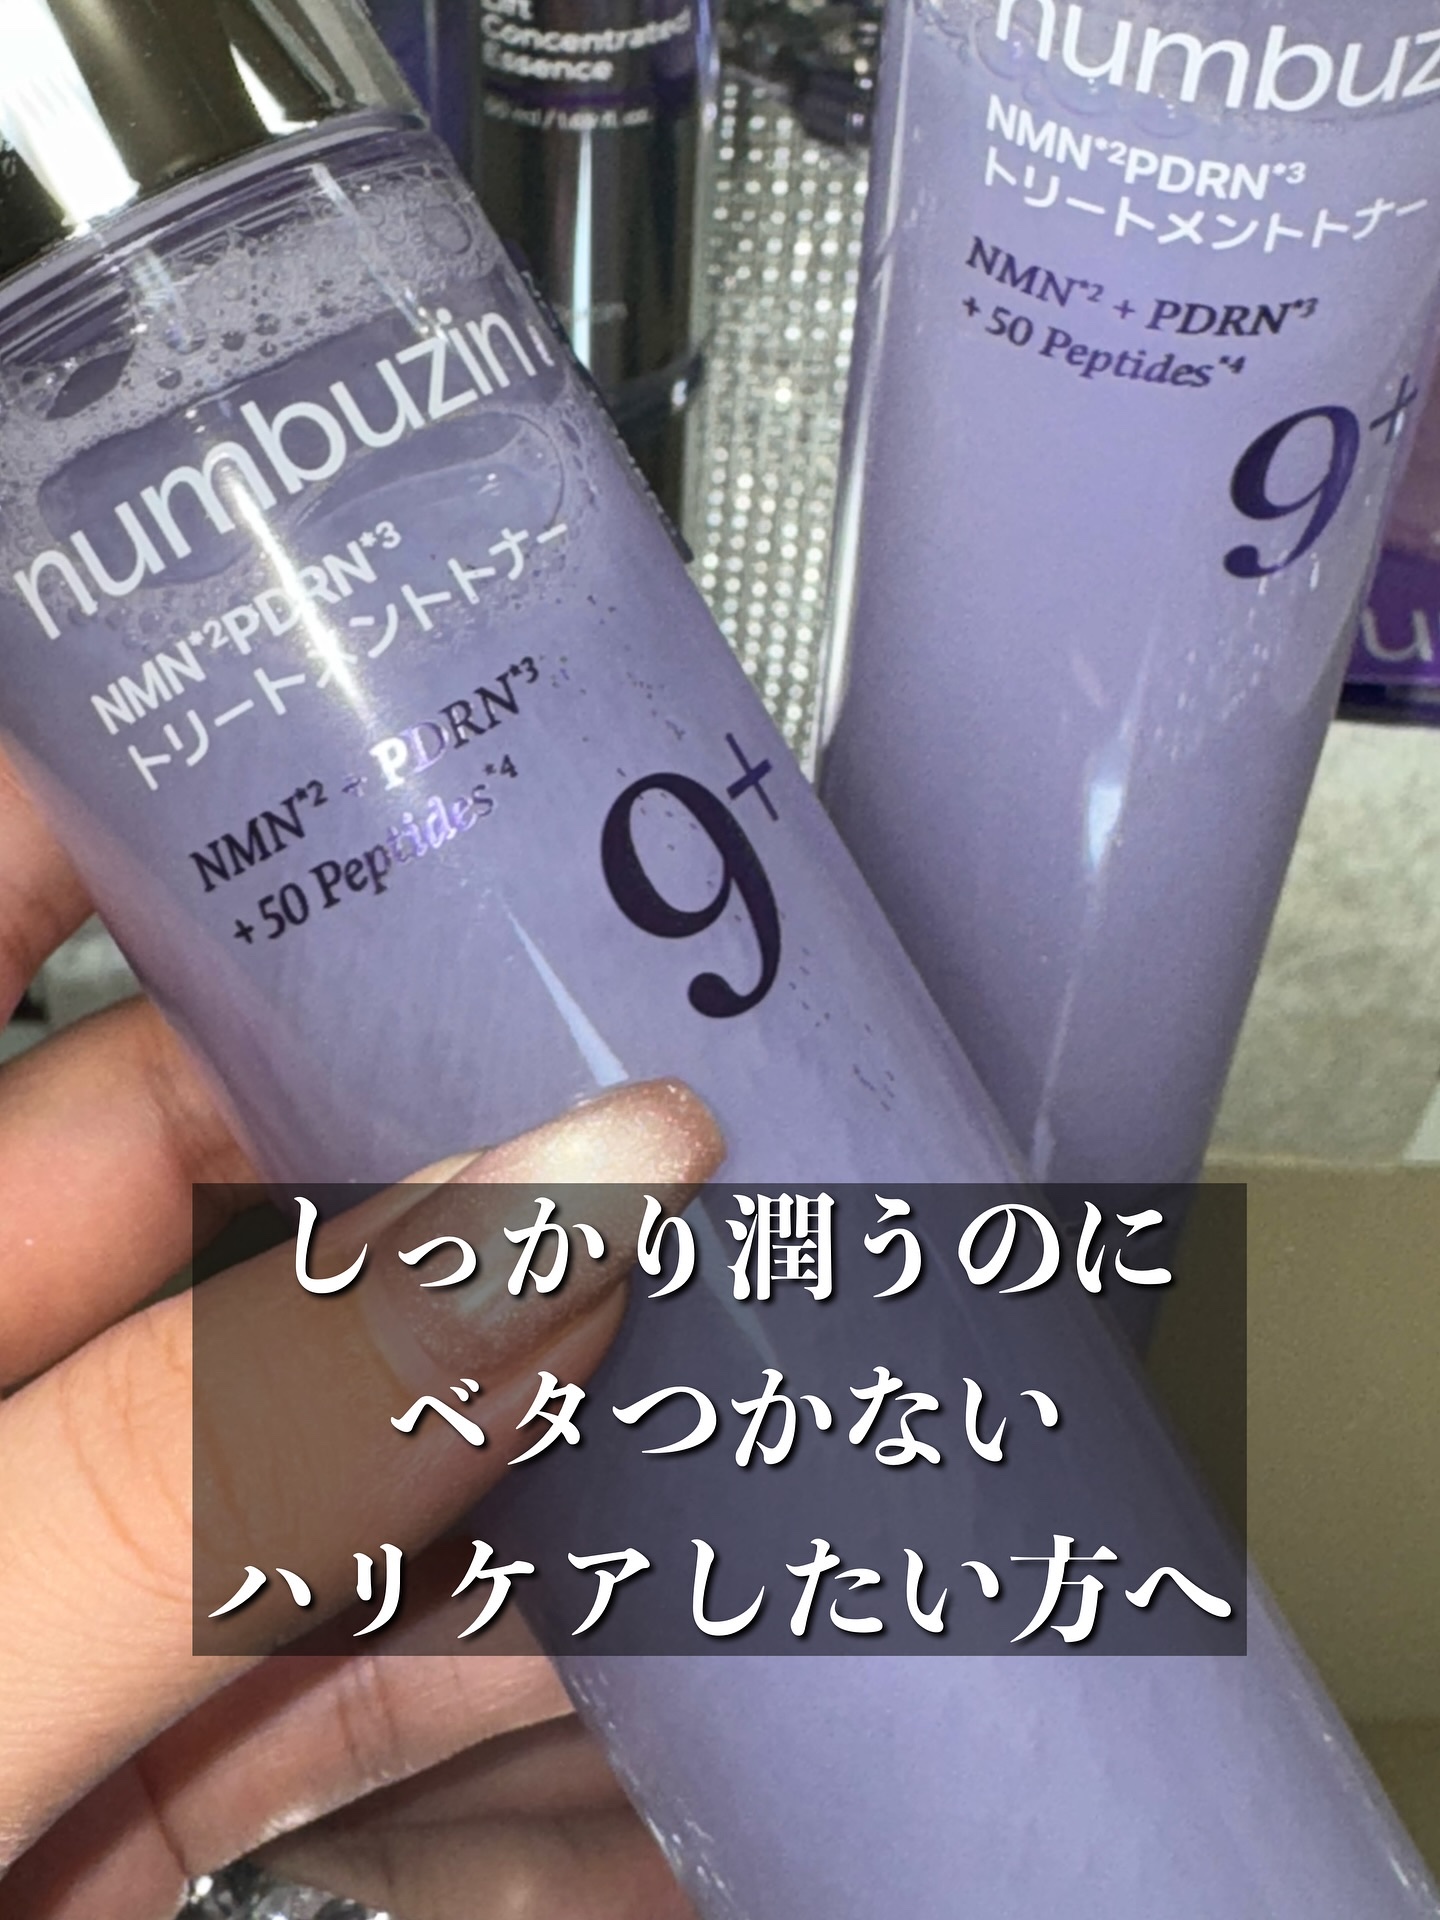 Lift
Concentrated
Essence
numbuzin
NMN*2PDRN*3
トリートメントトナー
NMN*2 + PDRN*3
+50 Peptides*4
9+
numbuz
NMN*2PDRN*3
トリートメントトナー
NMN*2 + PDRN*3
+50 Peptides*4
9+
しっかり潤うのに
ベタつかない
ハリケアしたい方へ